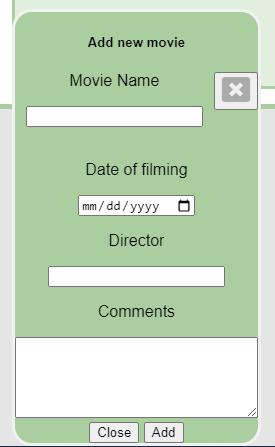 Add new movie
Movie Name
Date of filming
mm/dd/yyyy
Director
Comments
Close Add